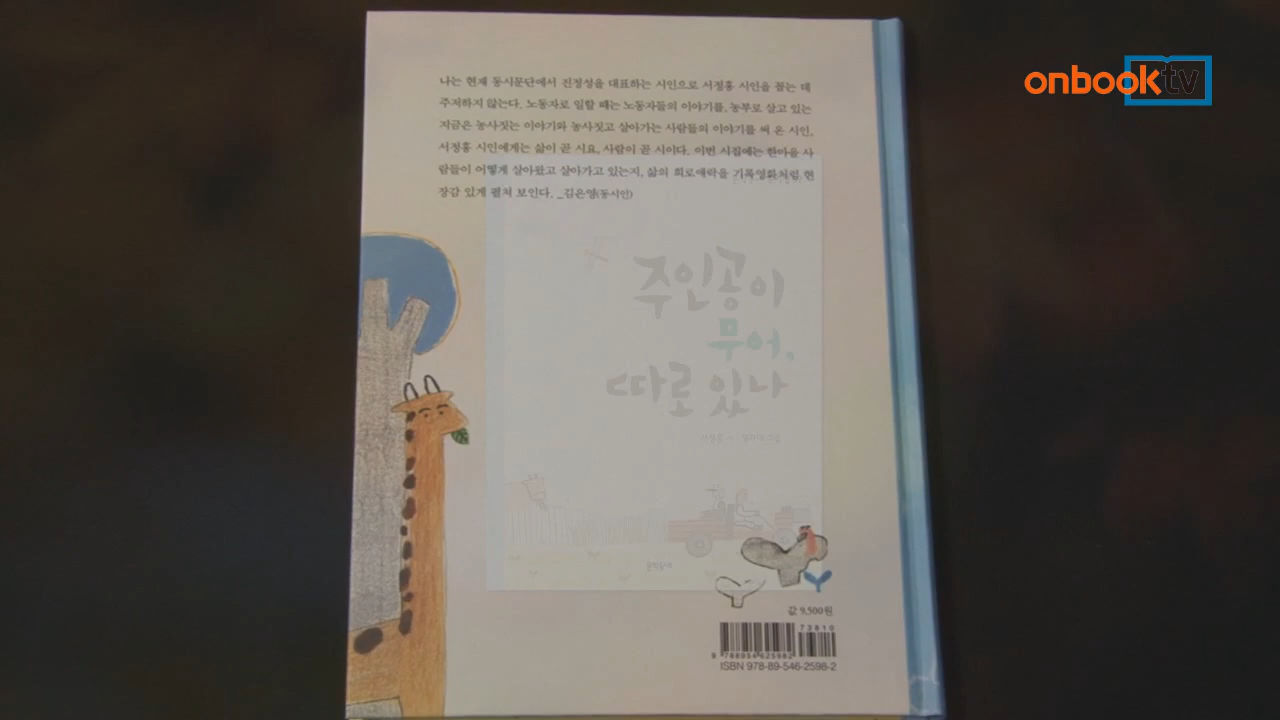 onbook tv
나는 현재 동시문단에서 진정성을 대표하는 시인으로 서정홍 시인을 꼽는 데
주저하지 않는다. 노동자로 일할 때는 노동자들의 이야기를, 농부로 살고 있는
지금은 농사짓는 이야기와 농사짓고 살아가는 사람들의 이야기를 써 온 시인,
서정홍 시인에게는 삶이 곧 시요, 사람이 곧 시이다. 이번 시집에는 한마을 사
람들이 어떻게 살아왔고 살아가고 있는지, 삶의 희로애락을 기록영화처럼 현
장감 있게 펼쳐 보인다. _김은영(동시인)
주인공이
무어,
따로 있나
문학동네
값 9,500원
73810
9 788954 625982
ISBN 978-89-546-2598-2